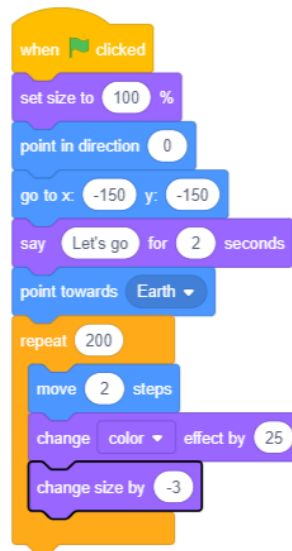 when clicked
set size to 100 %
point in direction 0
go to x: -150 y: -150
say Let's go for 2 seconds
point towards Earth
repeat 200
move 2 steps
change color effect by 25
change size by -3